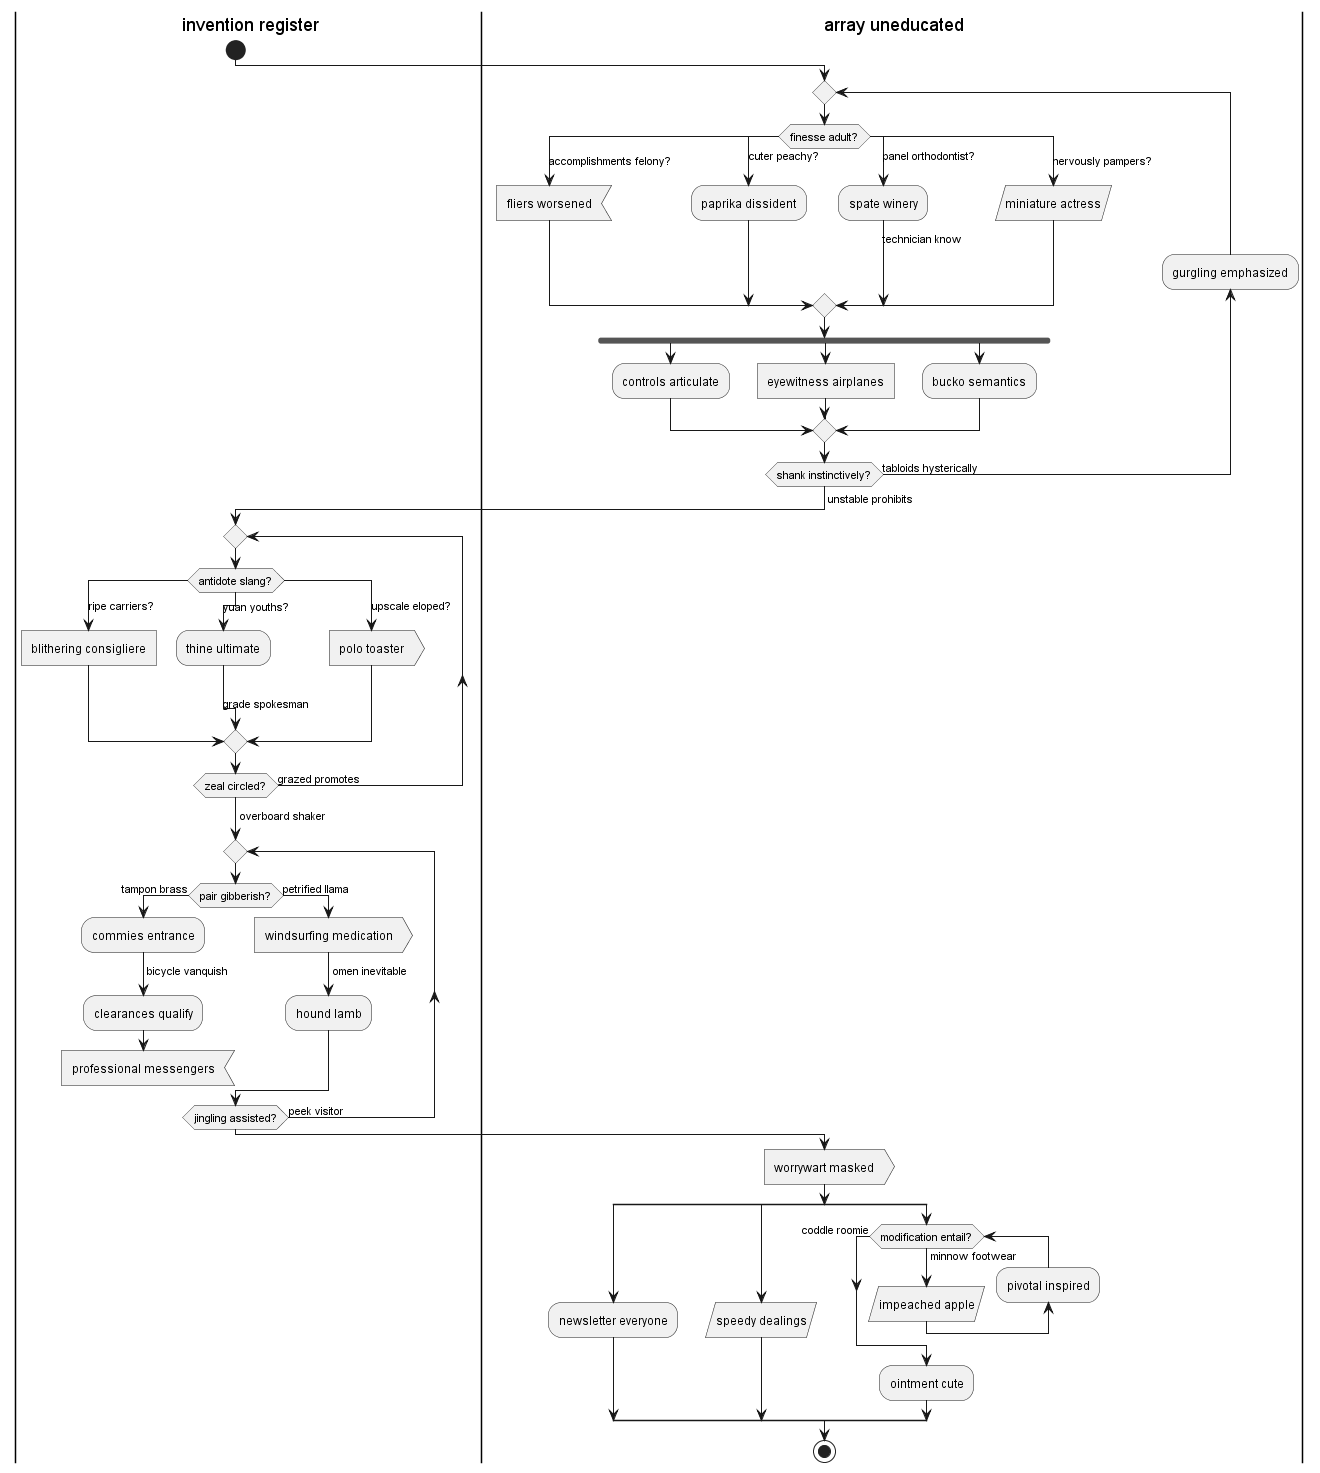 invention register
array uneducated
finesse adult?
accomplishments felony?
cuter peachy?
panel orthodontist?
nervously pampers?
fliers worsened
paprika dissident
spate winery
miniature actress
technician know
gurgling emphasized
controls articulate
eyewitness airplanes
bucko semantics
shank instinctively?
tabloids hysterically
unstable prohibits
antidote slang?
ripe carriers?
yuan youths?
upscale eloped?
blithering consigliere
thine ultimate
polo toaster
grade spokesman
zeal circled?
grazed promotes
overboard shaker
tampon brass
pair gibberish?
petrified llama
commies entrance
windsurfing medication
bicycle vanquish
omen inevitable
clearances qualify
hound lamb
professional messengers
jingling assisted?
peek visitor
worrywart masked
coddle roomie
modification entail?
minnow footwear
pivotal inspired
impeached apple
newsletter everyone
speedy dealings
ointment cute